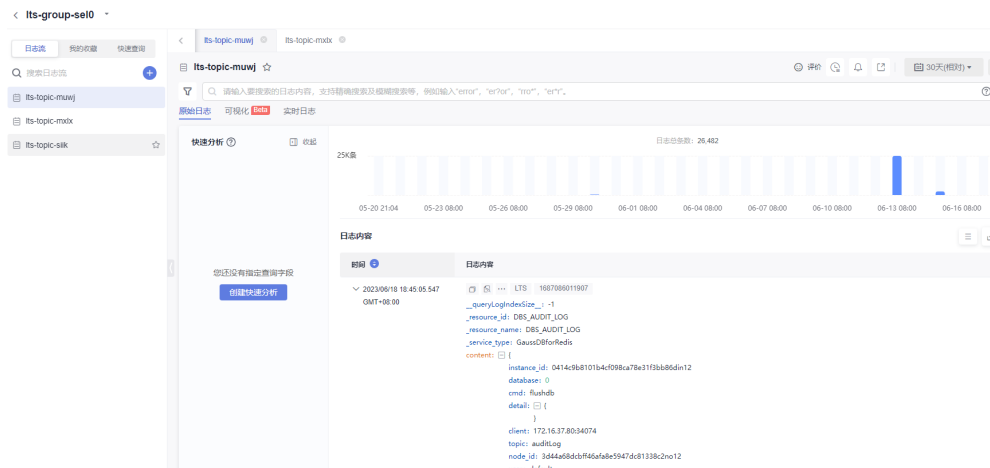 lts-group-sel0
日志流 我的收藏 快速查询
搜索日志流
lts-topic-muwj
lts-topic-mxlx
lts-topic-siik
lts-topic-muwj lts-topic-mxlx
lts-topic-muwj
评价
30天(相对)
请输入要搜索的日志内容，支持精确搜索及模糊搜索等，例如输入"error"，"er?or"，"rro*"，"er*r"。
原始日志 可视化 Beta 实时日志
快速分析 收起
您还没有指定查询字段
创建快速分析
日志总条数：26,482
25K条
05-20 21:04 05-23 08:00 05-26 08:00 05-29 08:00 06-01 08:00 06-04 08:00 06-07 08:00 06-10 08:00 06-13 08:00 06-16 08:00
日志内容
时间 日志内容
2023/06/18 18:45:05.547
GMT+08:00
LTS 1687086011907
__queryLogIndexSize__: -1
_resource_id: DBS_AUDIT_LOG
_resource_name: DBS_AUDIT_LOG
_service_type: GaussDBforRedis
content: {
instance_id: 0414c9b8101b4cf098ca78e31f3bb86din12
database: 0
cmd: flushdb
detail: {
}
client: 172.16.37.80:34074
topic: auditLog
node_id: 3d44a68dcbff46afa8e5947dc81338c2no12